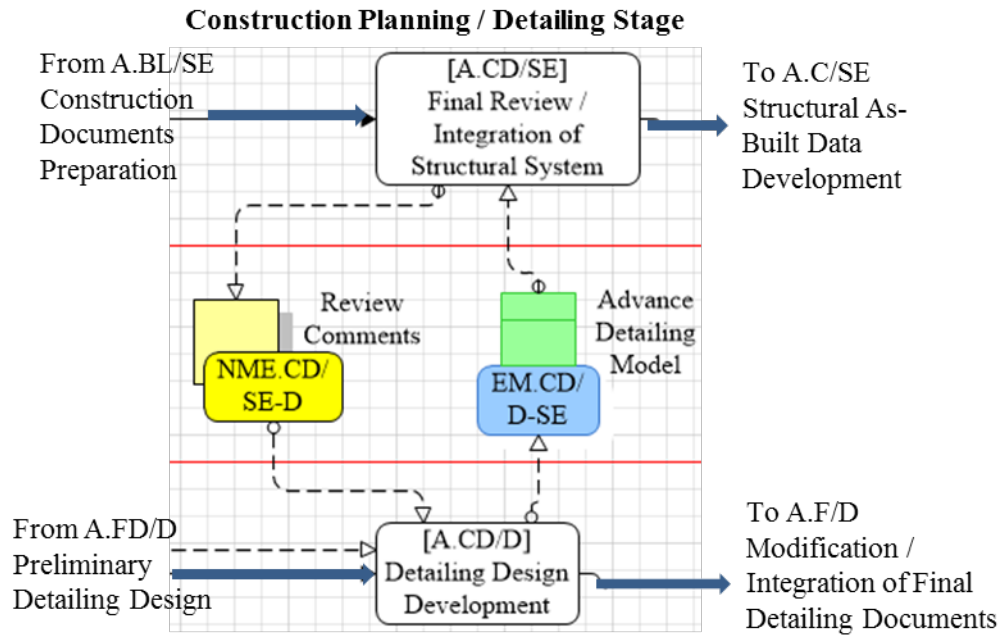 Construction Planning / Detailing Stage
From A.BL/SE
Construction
Documents
Preparation
[A.CD/SE]
Final Review /
Integration of
Structural System
To A.C/SE
Structural As-
Built Data
Development
Review
Comments
NME.CD/
SE-D
Advance
Detailing
Model
EM.CD/
D-SE
From A.FD/D
Preliminary
Detailing Design
[A.CD/D]
Detailing Design
Development
To A.F/D
Modification /
Integration of Final
Detailing Documents